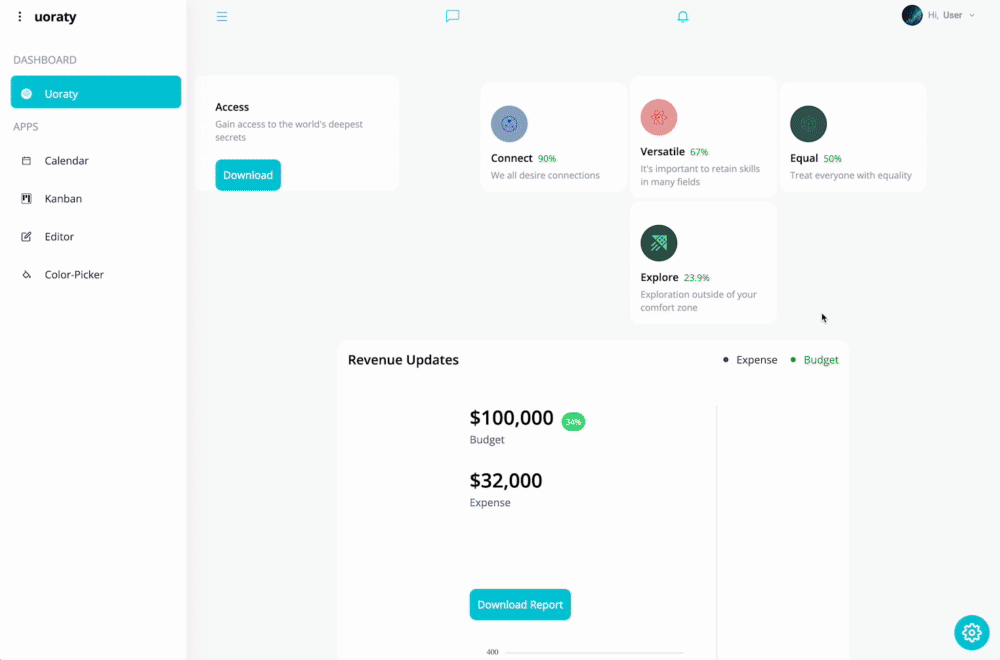 uoraty
Hi, User
DASHBOARD
Uoraty
APPS
Calendar
Kanban
Editor
Color-Picker
Access
Gain access to the world's deepest
secrets
Download
Connect 90%
We all desire connections
Versatile 67%
It's important to retain skills
in many fields
Equal 50%
Treat everyone with equality
Explore 23.9%
Exploration outside of your
comfort zone
Revenue Updates
Expense
Budget
$100,000 34%
Budget
$32,000
Expense
Download Report
400